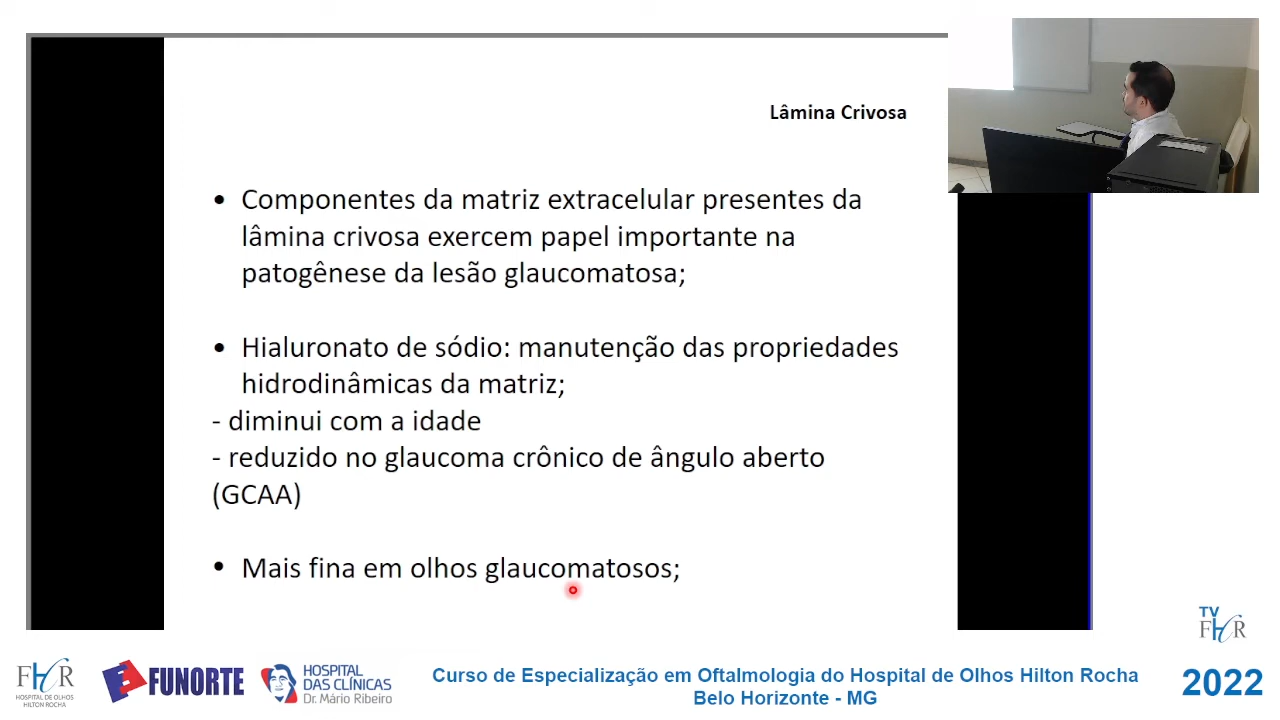 Lâmina Crivosa
• Componentes da matriz extracelular presentes da
lâmina crivosa exercem papel importante na
patogênese da lesão glaucomatosa;
• Hialuronato de sódio: manutenção das propriedades
hidrodinâmicas da matriz;
- diminui com a idade
- reduzido no glaucoma crônico de ângulo aberto
(GCAA)
• Mais fina em olhos glaucomatosos;
TV
FHR
FHR
HOSPITAL DE OLHOS
HILTON ROCHA
FUNORTE
HOSPITAL
DAS CLÍNICAS
Dr. Mário Ribeiro
Curso de Especialização em Oftalmologia do Hospital de Olhos Hilton Rocha
Belo Horizonte - MG
2022